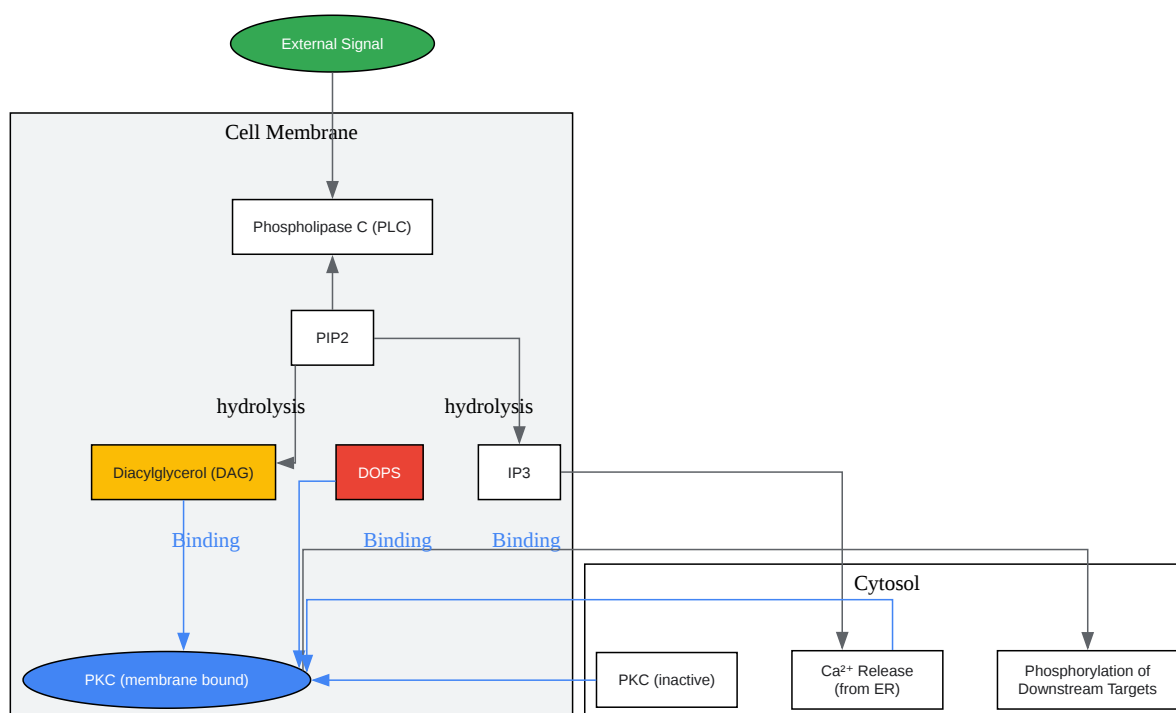 External Signal
Cell Membrane
Phospholipase C (PLC)
PIP2
hydrolysis
hydrolysis
Diacylglycerol (DAG)
DOPS
IP3
Binding
Binding
Binding
Cytosol
PKC (membrane bound)
PKC (inactive)
Ca²⁺ Release
(from ER)
Phosphorylation of
Downstream Targets